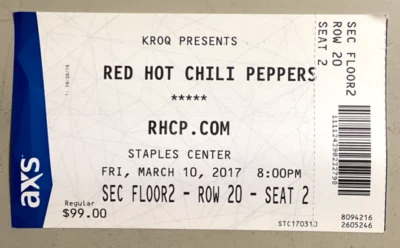 KROQ PRESENTS
RED HOT CHILI PEPPERS
*****
RHCP.COM
STAPLES CENTER
FRI, MARCH 10, 2017 8:00PM
SEC FLOOR2 - ROW 20 - SEAT 2
Regular
$99.00
STC170310
axs
SEC FLOOR2
ROW 20
SEAT 2
8094216
2605246